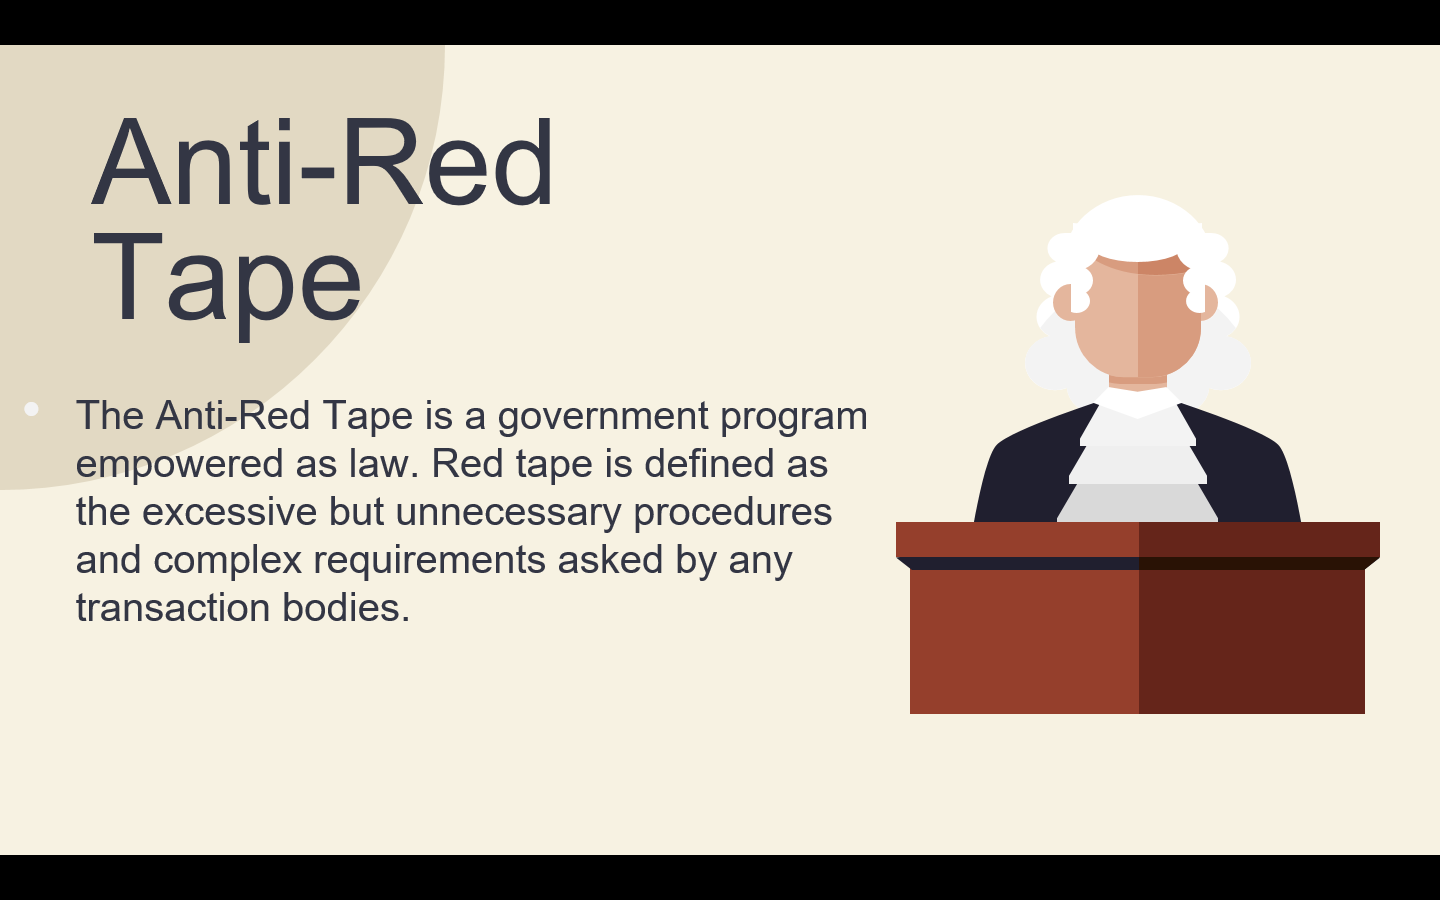 Anti-Red
Tape
The Anti-Red Tape is a government program
empowered as law. Red tape is defined as
the excessive but unnecessary procedures
and complex requirements asked by any
transaction bodies.